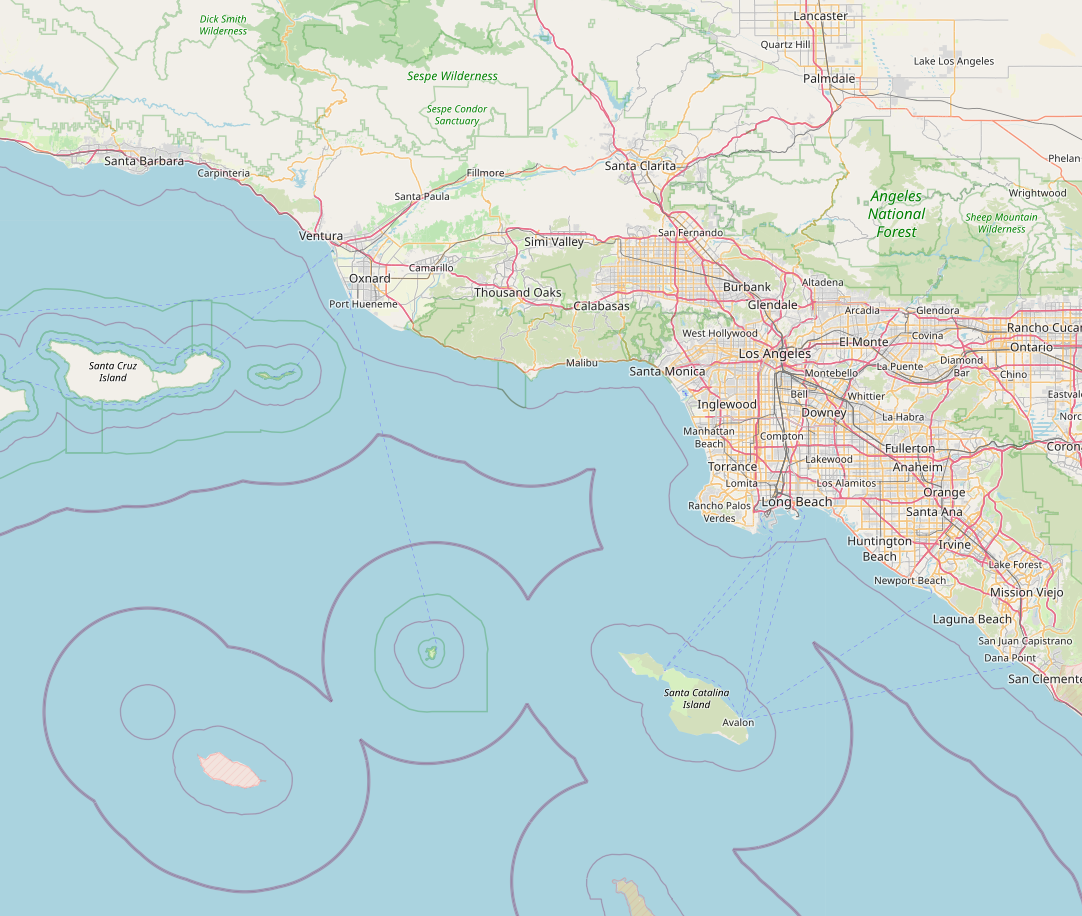 Dick Smith
Wilderness
Lancaster
Quartz Hill
Lake Los Angeles
Sespe Wilderness
Palmdale
Sespe Condor
Sanctuary
Santa Barbara
Carpinteria
Fillmore
Santa Clarita
Phelan
Santa Paula
Angeles
National
Forest
Wrightwood
Sheep Mountain
Wilderness
Ventura
Simi Valley
San Fernando
Camarillo
Oxnard
Thousand Oaks
Burbank
Altadena
Port Hueneme
Calabasas
Glendale
Arcadia
Glendora
West Hollywood
El Monte
Covina
Rancho Cucar
Ontario
Santa Cruz
Island
Malibu
Santa Monica
Los Angeles
Montebello
La Puente
Diamond
Bar
Chino
Inglewood
Bell
Downey
Whittier
Eastvale
La Habra
Norc
Manhattan
Beach
Compton
Fullerton
Corona
Torrance
Lakewood
Anaheim
Lomita
Los Alamitos
Orange
Rancho Palos
Verdes
Long Beach
Santa Ana
Huntington
Beach
Irvine
Lake Forest
Newport Beach
Mission Viejo
Laguna Beach
San Juan Capistrano
Dana Point
San Clemente
Santa Catalina
Island
Avalon